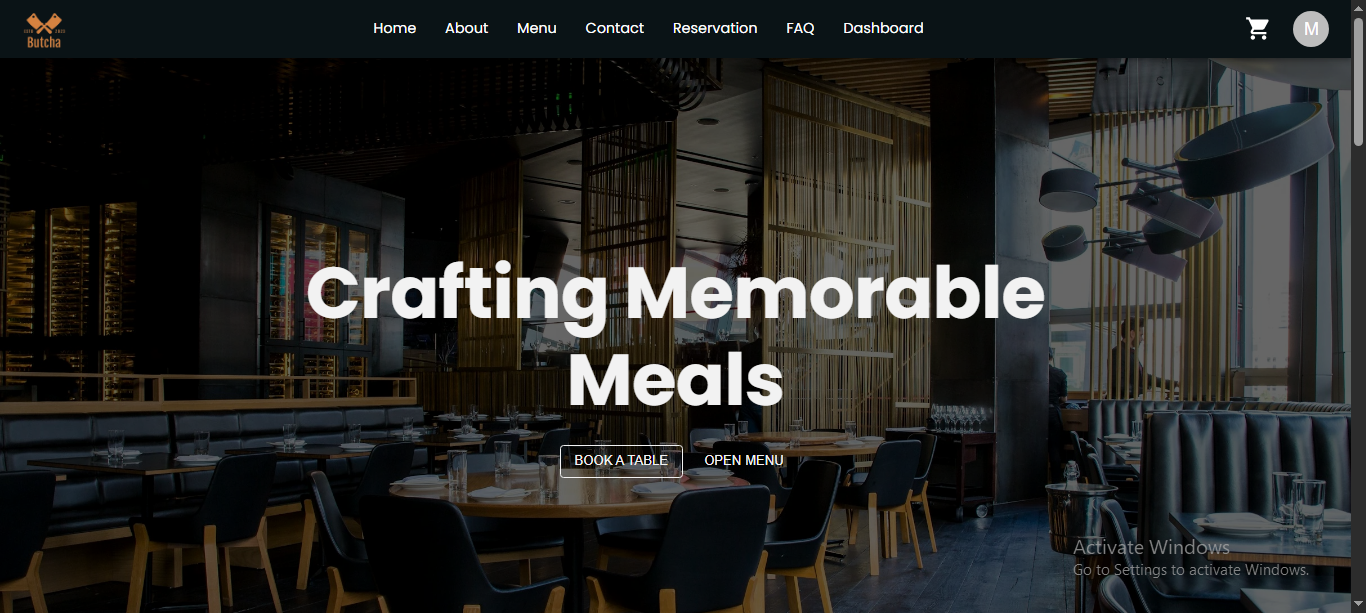 Butcha
Home About Menu Contact Reservation FAQ Dashboard
M
Crafting Memorable
Meals
BOOK A TABLE OPEN MENU
Activate Windows
Go to Settings to activate Windows.